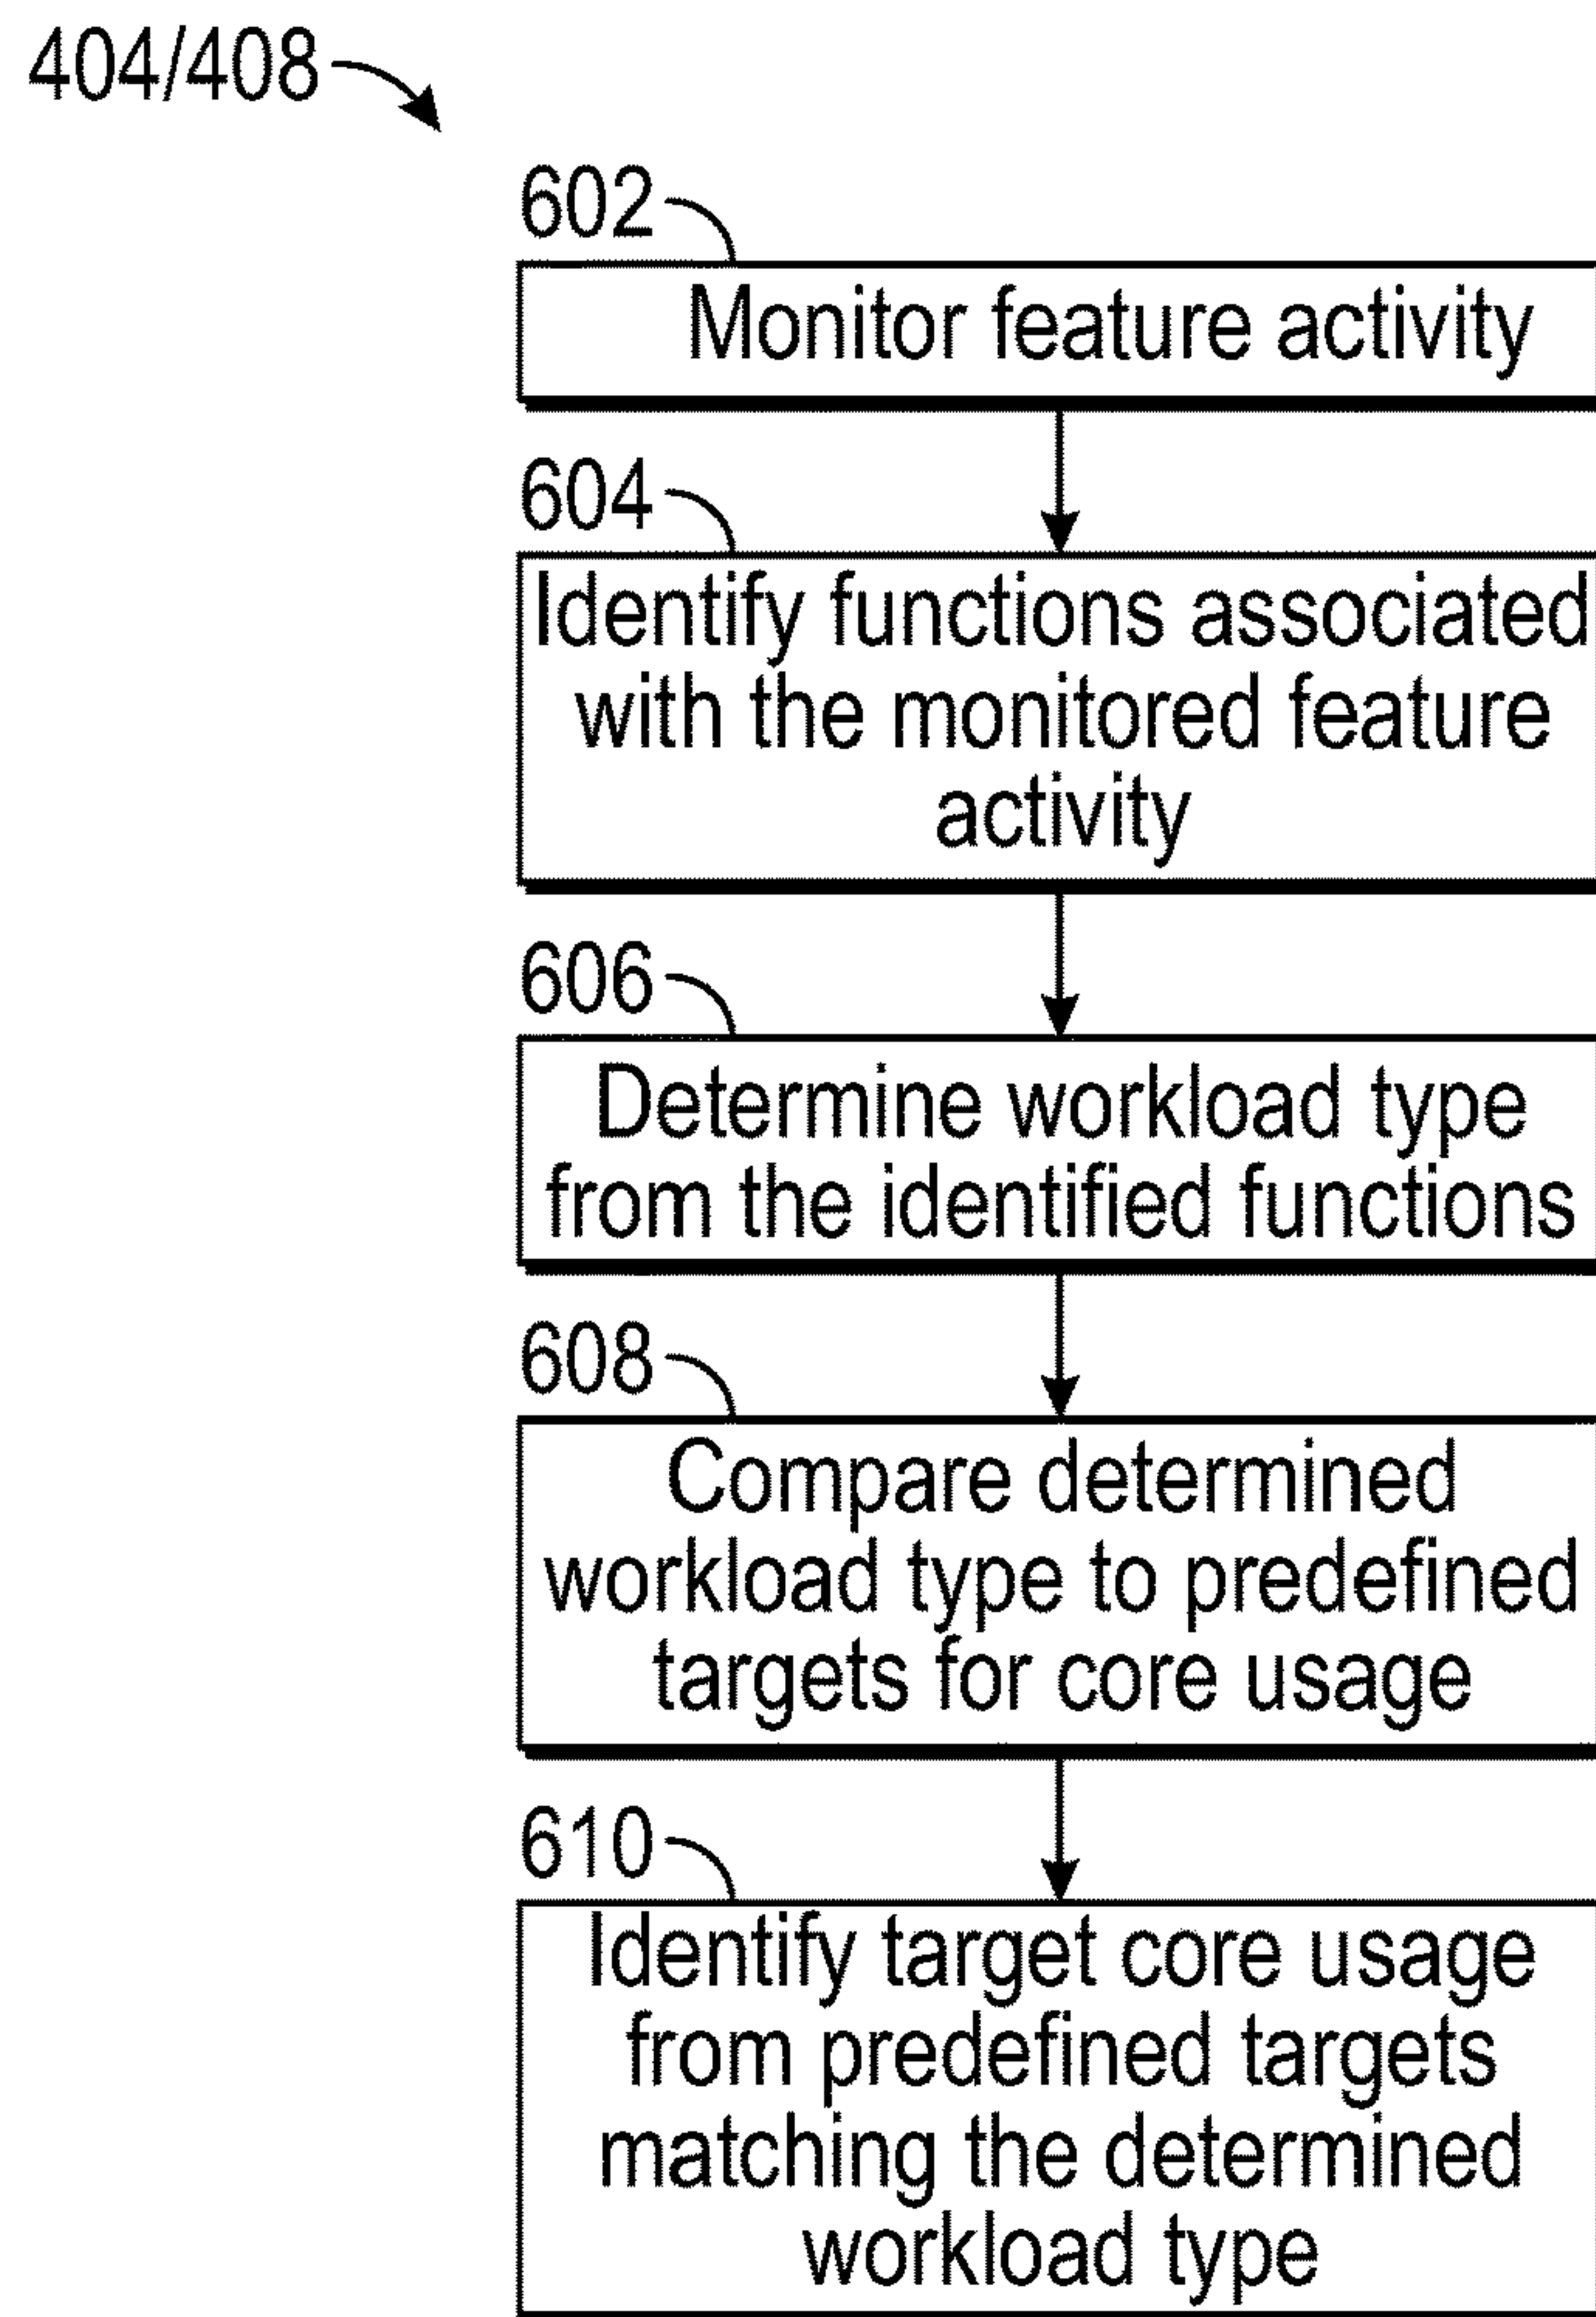 404/408
602
Monitor feature activity
604
Identify functions associated
with the monitored feature
activity
606
Determine workload type
from the identified functions
608
Compare determined
workload type to predefined
targets for core usage
610
Identify target core usage
from predefined targets
matching the determined
workload type